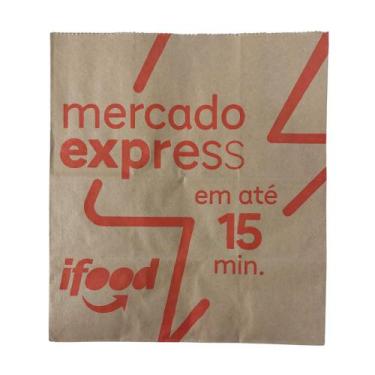 mercado
express
em até
15
min.
ifood